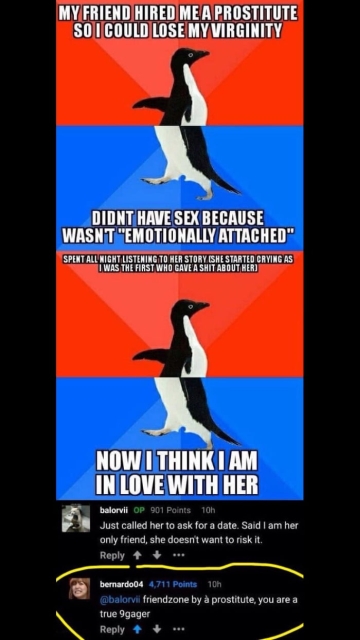 MY FRIEND HIRED ME A PROSTITUTE
SO I COULD LOSE MY VIRGINITY
DIDNT HAVE SEX BECAUSE
WASN'T "EMOTIONALLY ATTACHED"
SPENT ALL NIGHT LISTENING TO HER STORY (SHE STARTED CRYING AS
I WAS THE FIRST WHO GAVE A SHIT ABOUT HER)
NOW I THINK I AM
IN LOVE WITH HER
balorvii OP 901 Points 10h
Just called her to ask for a date. Said I am her
only friend, she doesn't want to risk it.
Reply
bernardo04 4,711 Points 10h
@balorvii friendzone by à prostitute, you are a
true 9gager
Reply